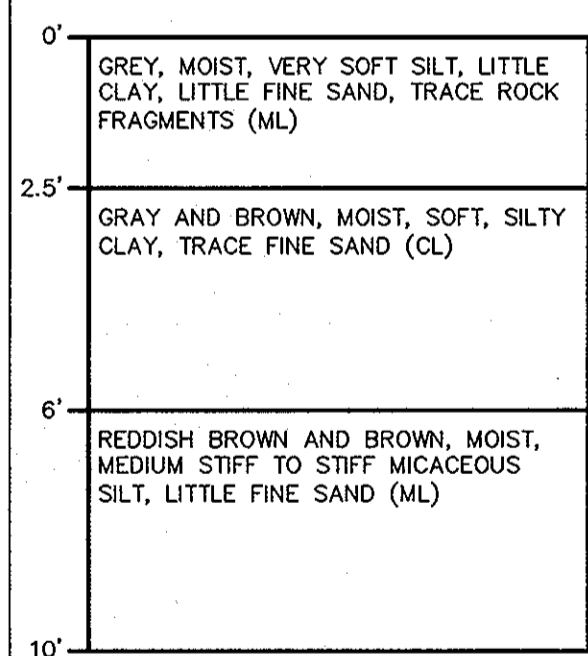 0'
GREY, MOIST, VERY SOFT SILT, LITTLE
CLAY, LITTLE FINE SAND, TRACE ROCK
FRAGMENTS (ML)
2.5'
GRAY AND BROWN, MOIST, SOFT, SILTY
CLAY, TRACE FINE SAND (CL)
6'
REDDISH BROWN AND BROWN, MOIST,
MEDIUM STIFF TO STIFF MICACEOUS
SILT, LITTLE FINE SAND (ML)
10'